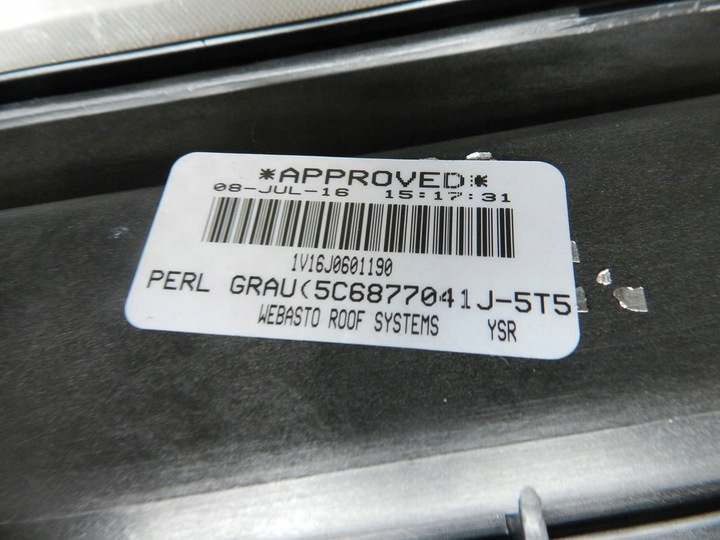 *APPROVED*
08-JUL-16 15:17:31
1V16J0601190
PERL GRAU(5C6877041J-5T5
WEBASTO ROOF SYSTEMS YSR